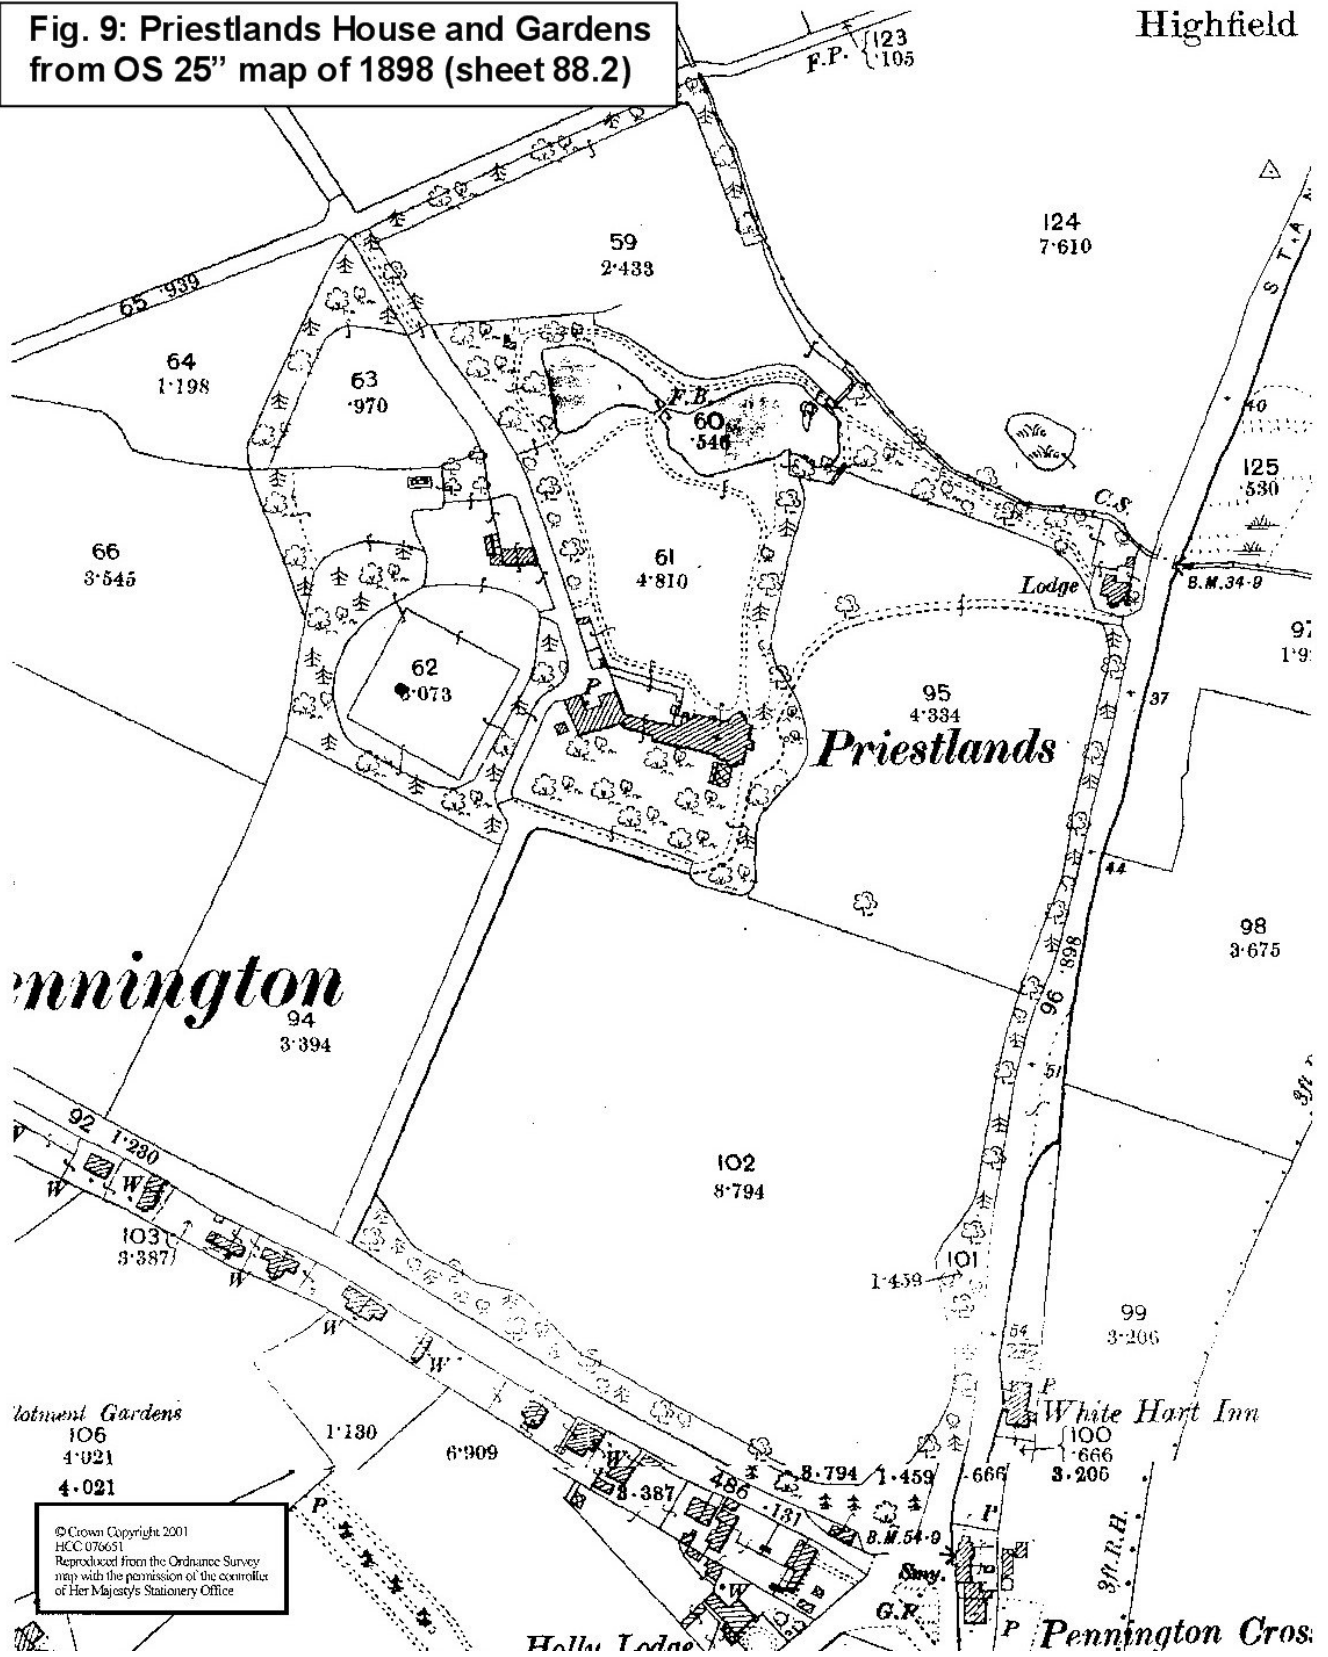 Fig. 9: Priestlands House and Gardens
from OS 25” map of 1898 (sheet 88.2)
Highfield
F.P.
123
·105
124
7·610
59
2·433
65 ·939
64
1·198
63
·970
F.B.
60
·546
40
125
·530
C.S.
66
3·545
61
4·810
Lodge
B.M.34·9
62
·073
P
95
4·334
37
Priestlands
44
98
3·675
ennington
94
3·394
96 ·898
51
92 1·230
102
8·794
W
W
103
3·387
W
101
1·459
W
99
3·206
54
W
P
White Hart Inn
lotment Gardens
106
4·021
4·021
1·130
6·909
100
·666
W
3·387
486
·131
8·794
1·459
·666
3·206
P
P
B.M.54·9
Smy.
G.P.
W
3ft.R.H.
P
Holly Lodge
Pennington Cros
© Crown Copyright 2001
HCC 076651
Reproduced from the Ordnance Survey
map with the permission of the controller
of Her Majesty's Stationery Office